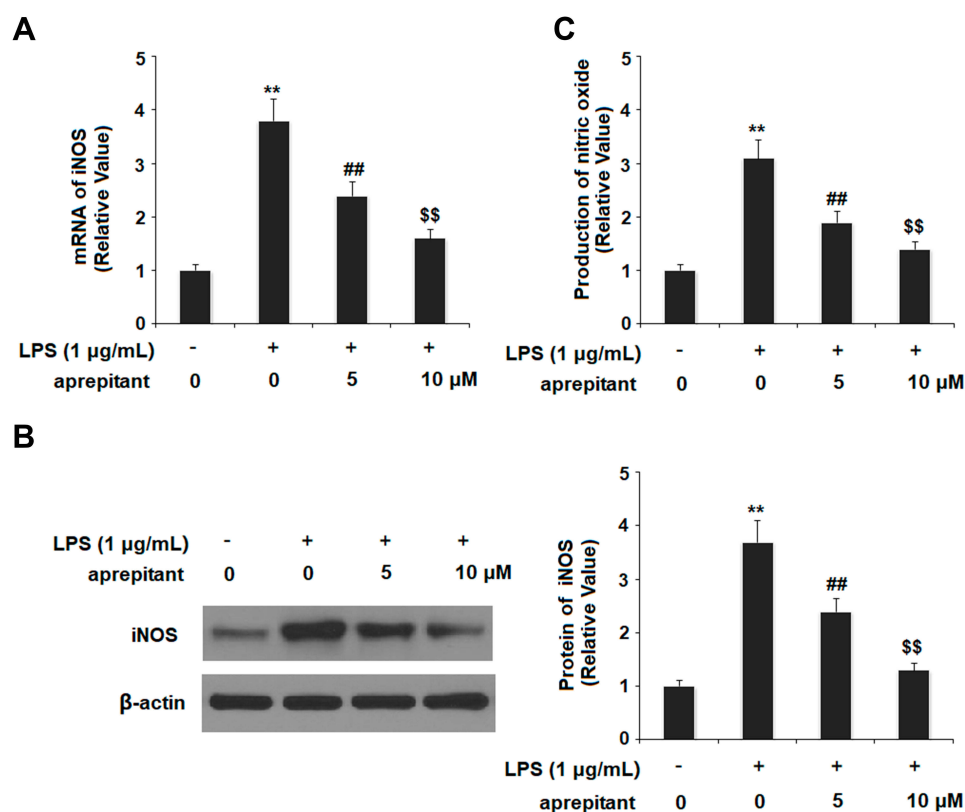 A
mRNA of iNOS
(Relative Value)
5
4
3
2
1
0
**
##
$$
LPS (1 μg/mL) - + + +
aprepitant 0 0 5 10 μM
C
Production of nitric oxide
(Relative Value)
5
4
3
2
1
0
**
##
$$
LPS (1 μg/mL) - + + +
aprepitant 0 0 5 10 μM
B
LPS (1 μg/mL) - + + +
aprepitant 0 0 5 10 μM
iNOS
β-actin
Protein of iNOS
(Relative Value)
5
4
3
2
1
0
**
##
$$
LPS (1 μg/mL) - + + +
aprepitant 0 0 5 10 μM